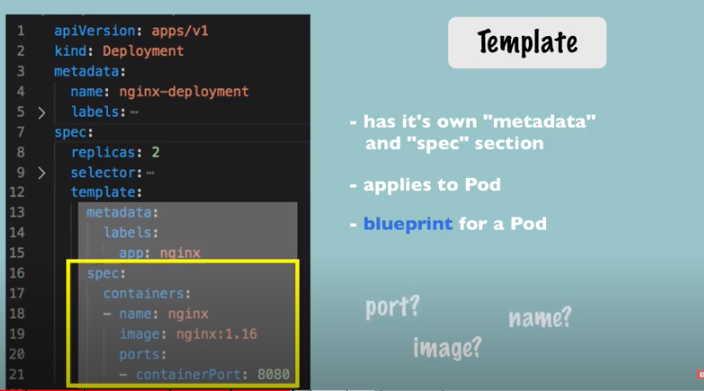 1 apiVersion: apps/v1
2 kind: Deployment
3 metadata:
4 name: nginx-deployment
5 > labels:…
7 spec:
8 replicas: 2
9 > selector:…
12 template:
13 metadata:
14 labels:
15 app: nginx
16 spec:
17 containers:
18 - name: nginx
19 image: nginx:1.16
20 ports:
21 - containerPort: 8080
Template
- has it's own "metadata"
and "spec" section
- applies to Pod
- blueprint for a Pod
port?
name?
image?